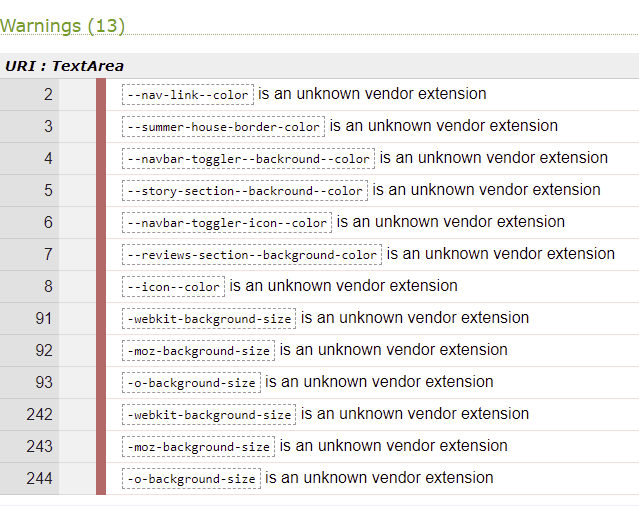 Warnings (13)
URI : TextArea
2 --nav-link--color is an unknown vendor extension
3 --summer-house-border-color is an unknown vendor extension
4 --navbar-toggler--backround--color is an unknown vendor extension
5 --story-section--backround--color is an unknown vendor extension
6 --navbar-toggler-icon--color is an unknown vendor extension
7 --reviews-section--background-color is an unknown vendor extension
8 --icon--color is an unknown vendor extension
91 -webkit-background-size is an unknown vendor extension
92 -moz-background-size is an unknown vendor extension
93 -o-background-size is an unknown vendor extension
242 -webkit-background-size is an unknown vendor extension
243 -moz-background-size is an unknown vendor extension
244 -o-background-size is an unknown vendor extension